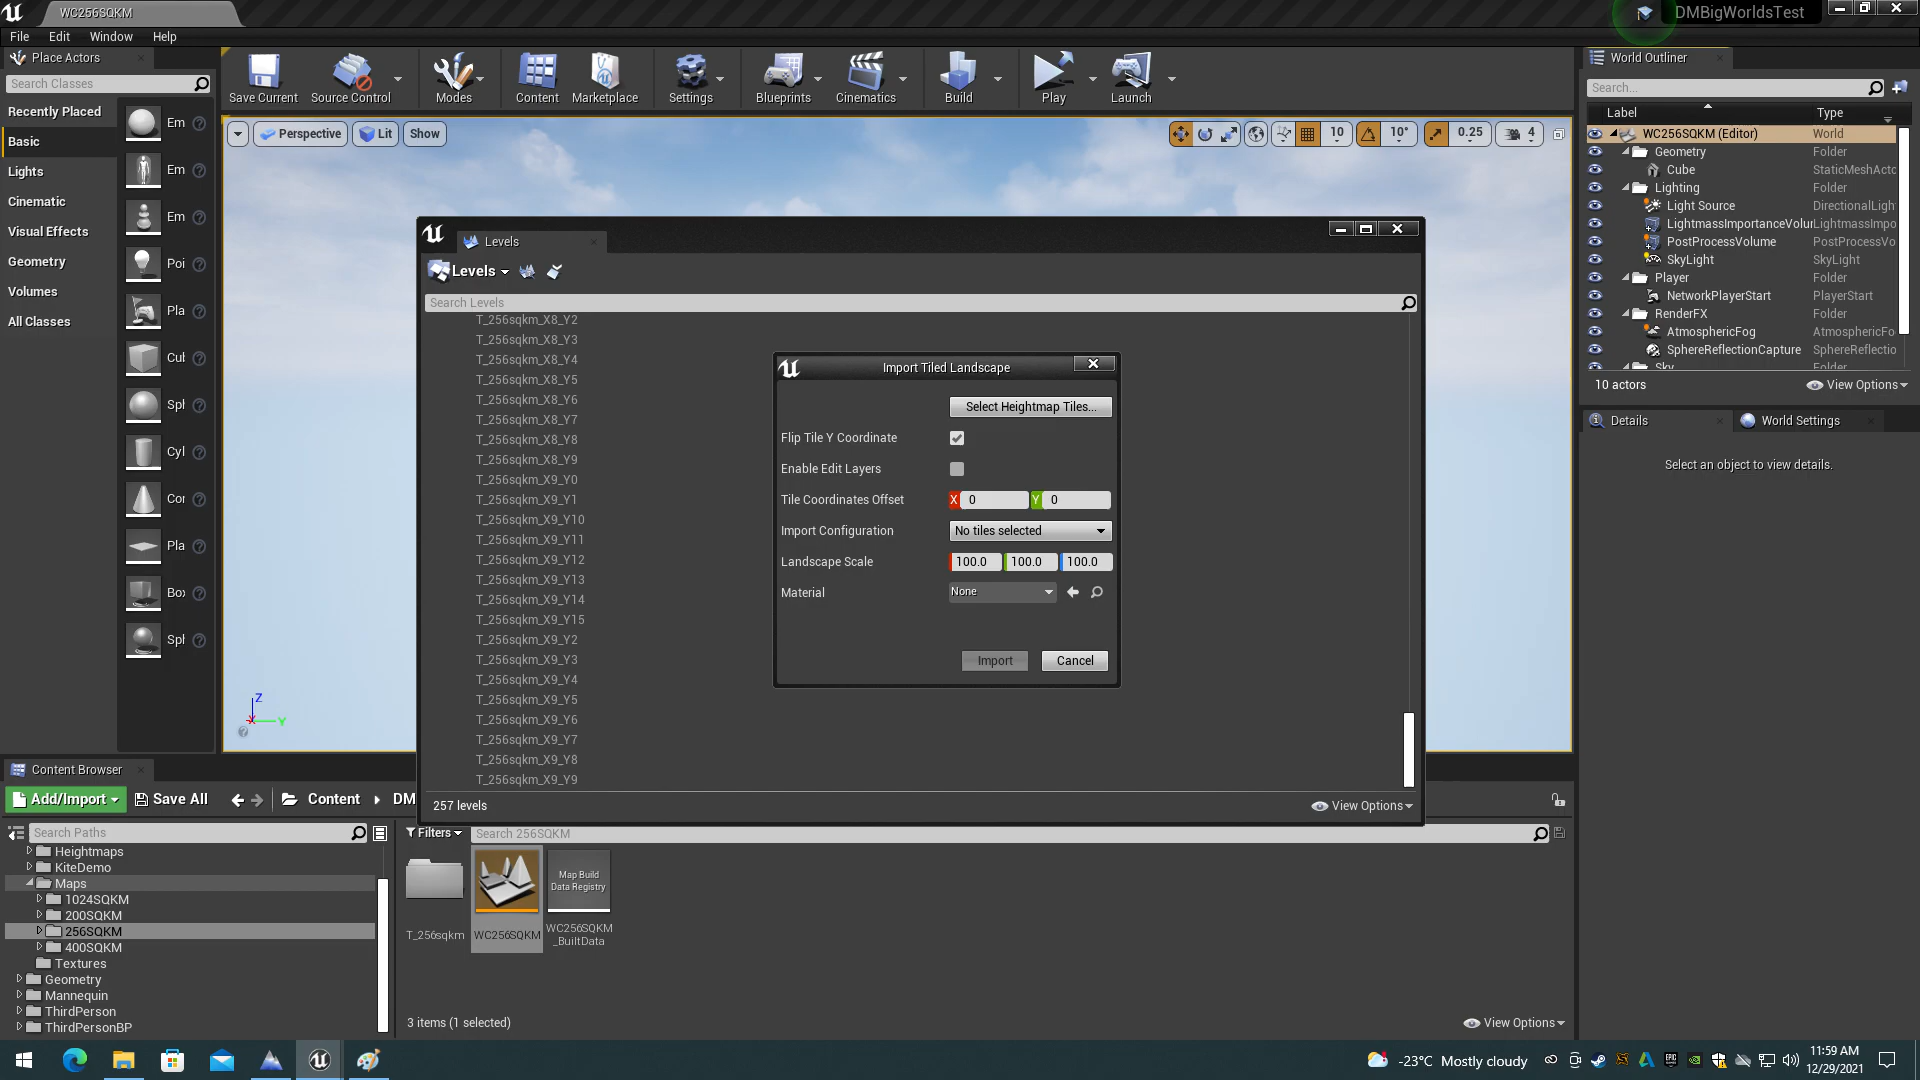 WC256SQKM
DMBigWorldsTest
File Edit Window Help
Place Actors
Search Classes
Recently Placed
Basic
Lights
Cinematic
Visual Effects
Geometry
Volumes
All Classes
Em
Em
Em
Poi
Pla
Cul
Sph
Cyl
Con
Pla
Box
Sph
Save Current
Source Control
Modes
Content
Marketplace
Settings
Blueprints
Cinematics
Build
Play
Launch
Perspective
Lit
Show
10
10°
0.25
4
World Outliner
Search...
Label Type
WC256SQKM (Editor) World
Geometry Folder
Cube StaticMeshActo
Lighting Folder
Light Source DirectionalLigh
LightmassImportanceVolur LightmassImpo
PostProcessVolume PostProcessVo
SkyLight SkyLight
Player Folder
NetworkPlayerStart PlayerStart
RenderFX Folder
AtmosphericFog AtmosphericFo
SphereReflectionCapture SphereReflectio
Sky Folder
10 actors
View Options
Details
World Settings
Select an object to view details.
Levels
Levels
Search Levels
T_256sqkm_X8_Y2
T_256sqkm_X8_Y3
T_256sqkm_X8_Y4
T_256sqkm_X8_Y5
T_256sqkm_X8_Y6
T_256sqkm_X8_Y7
T_256sqkm_X8_Y8
T_256sqkm_X8_Y9
T_256sqkm_X9_Y0
T_256sqkm_X9_Y1
T_256sqkm_X9_Y10
T_256sqkm_X9_Y11
T_256sqkm_X9_Y12
T_256sqkm_X9_Y13
T_256sqkm_X9_Y14
T_256sqkm_X9_Y15
T_256sqkm_X9_Y2
T_256sqkm_X9_Y3
T_256sqkm_X9_Y4
T_256sqkm_X9_Y5
T_256sqkm_X9_Y6
T_256sqkm_X9_Y7
T_256sqkm_X9_Y8
T_256sqkm_X9_Y9
257 levels
View Options
Import Tiled Landscape
Select Heightmap Tiles...
Flip Tile Y Coordinate
Enable Edit Layers
Tile Coordinates Offset X 0 Y 0
Import Configuration No tiles selected
Landscape Scale 100.0 100.0 100.0
Material None
Import
Cancel
Z
X
Y
Content Browser
Add/Import
Save All
Content
DM
Search Paths
Heightmaps
KiteDemo
Maps
1024SQKM
200SQKM
256SQKM
400SQKM
Textures
Geometry
Mannequin
ThirdPerson
ThirdPersonBP
Filters
Search 256SQKM
T_256sqkm
WC256SQKM
Map Build
Data Registry
WC256SQKM
_BuiltData
3 items (1 selected)
View Options
-23°C Mostly cloudy
11:59 AM
12/29/2021